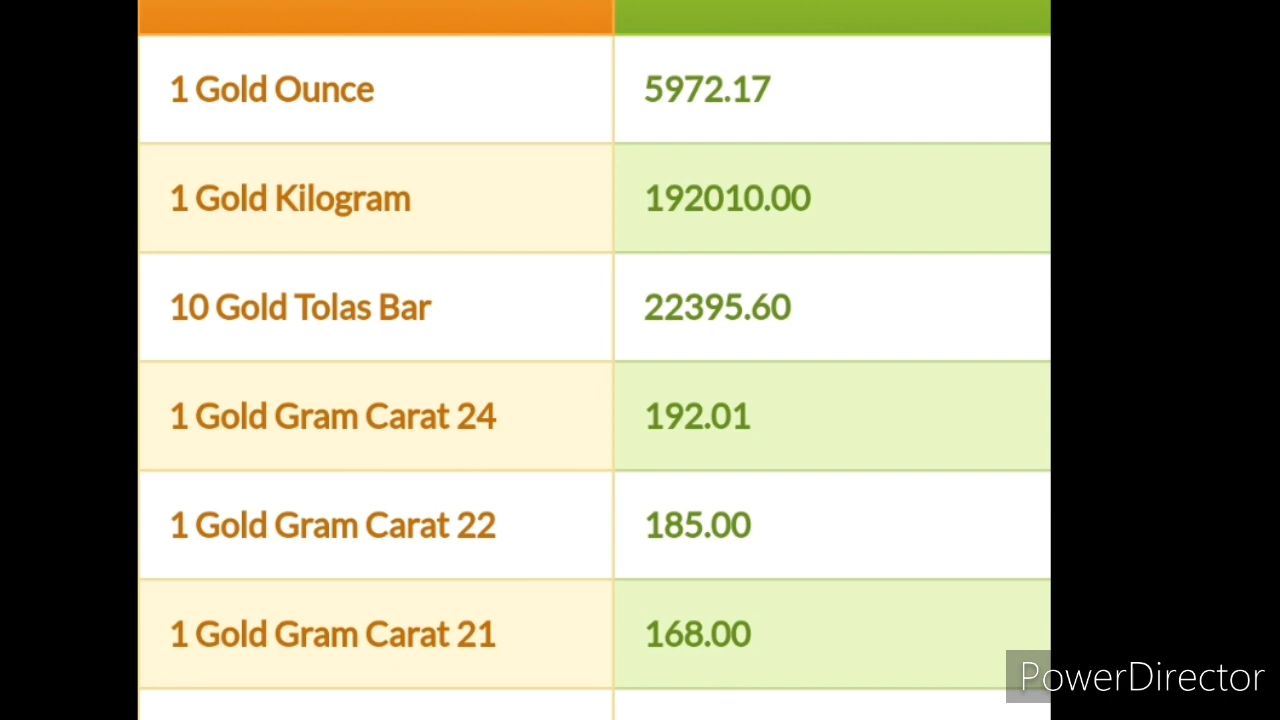 1 Gold Ounce 5972.17
1 Gold Kilogram 192010.00
10 Gold Tolas Bar 22395.60
1 Gold Gram Carat 24 192.01
1 Gold Gram Carat 22 185.00
1 Gold Gram Carat 21 168.00
PowerDirector